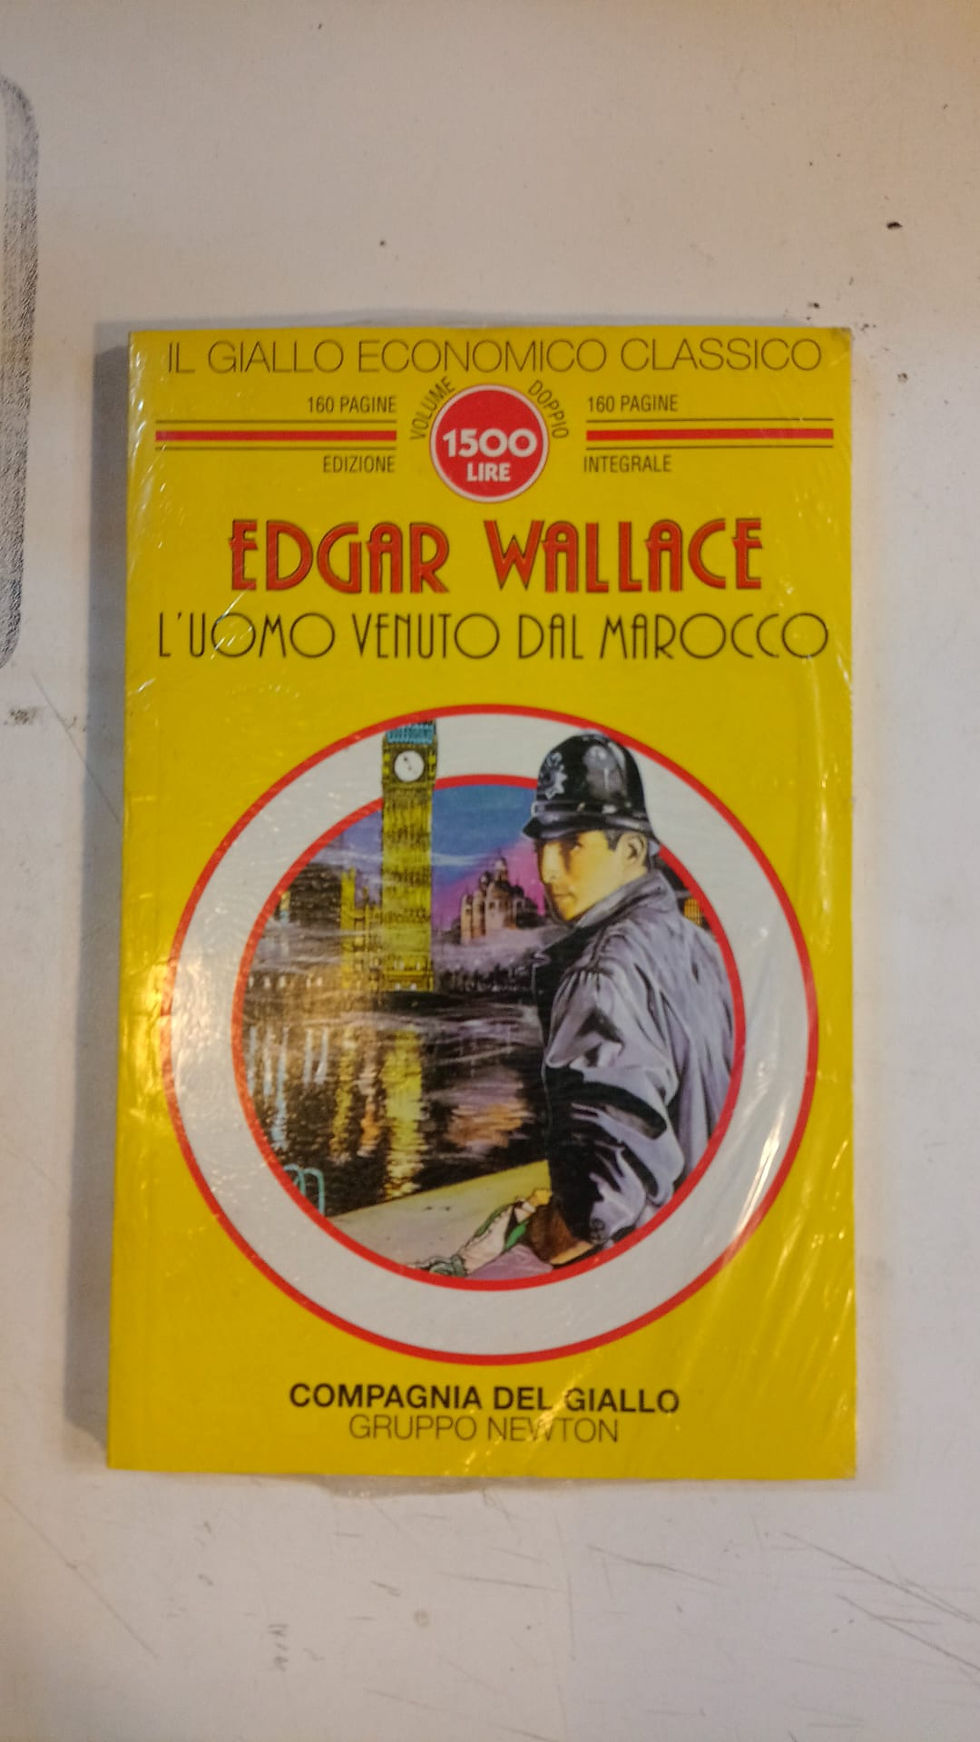 IL GIALLO ECONOMICO CLASSICO
VOLUME DOPPIO
160 PAGINE
160 PAGINE
1500
LIRE
EDIZIONE
INTEGRALE
EDGAR WALLACE
L'UOMO VENUTO DAL MAROCCO
COMPAGNIA DEL GIALLO
GRUPPO NEWTON